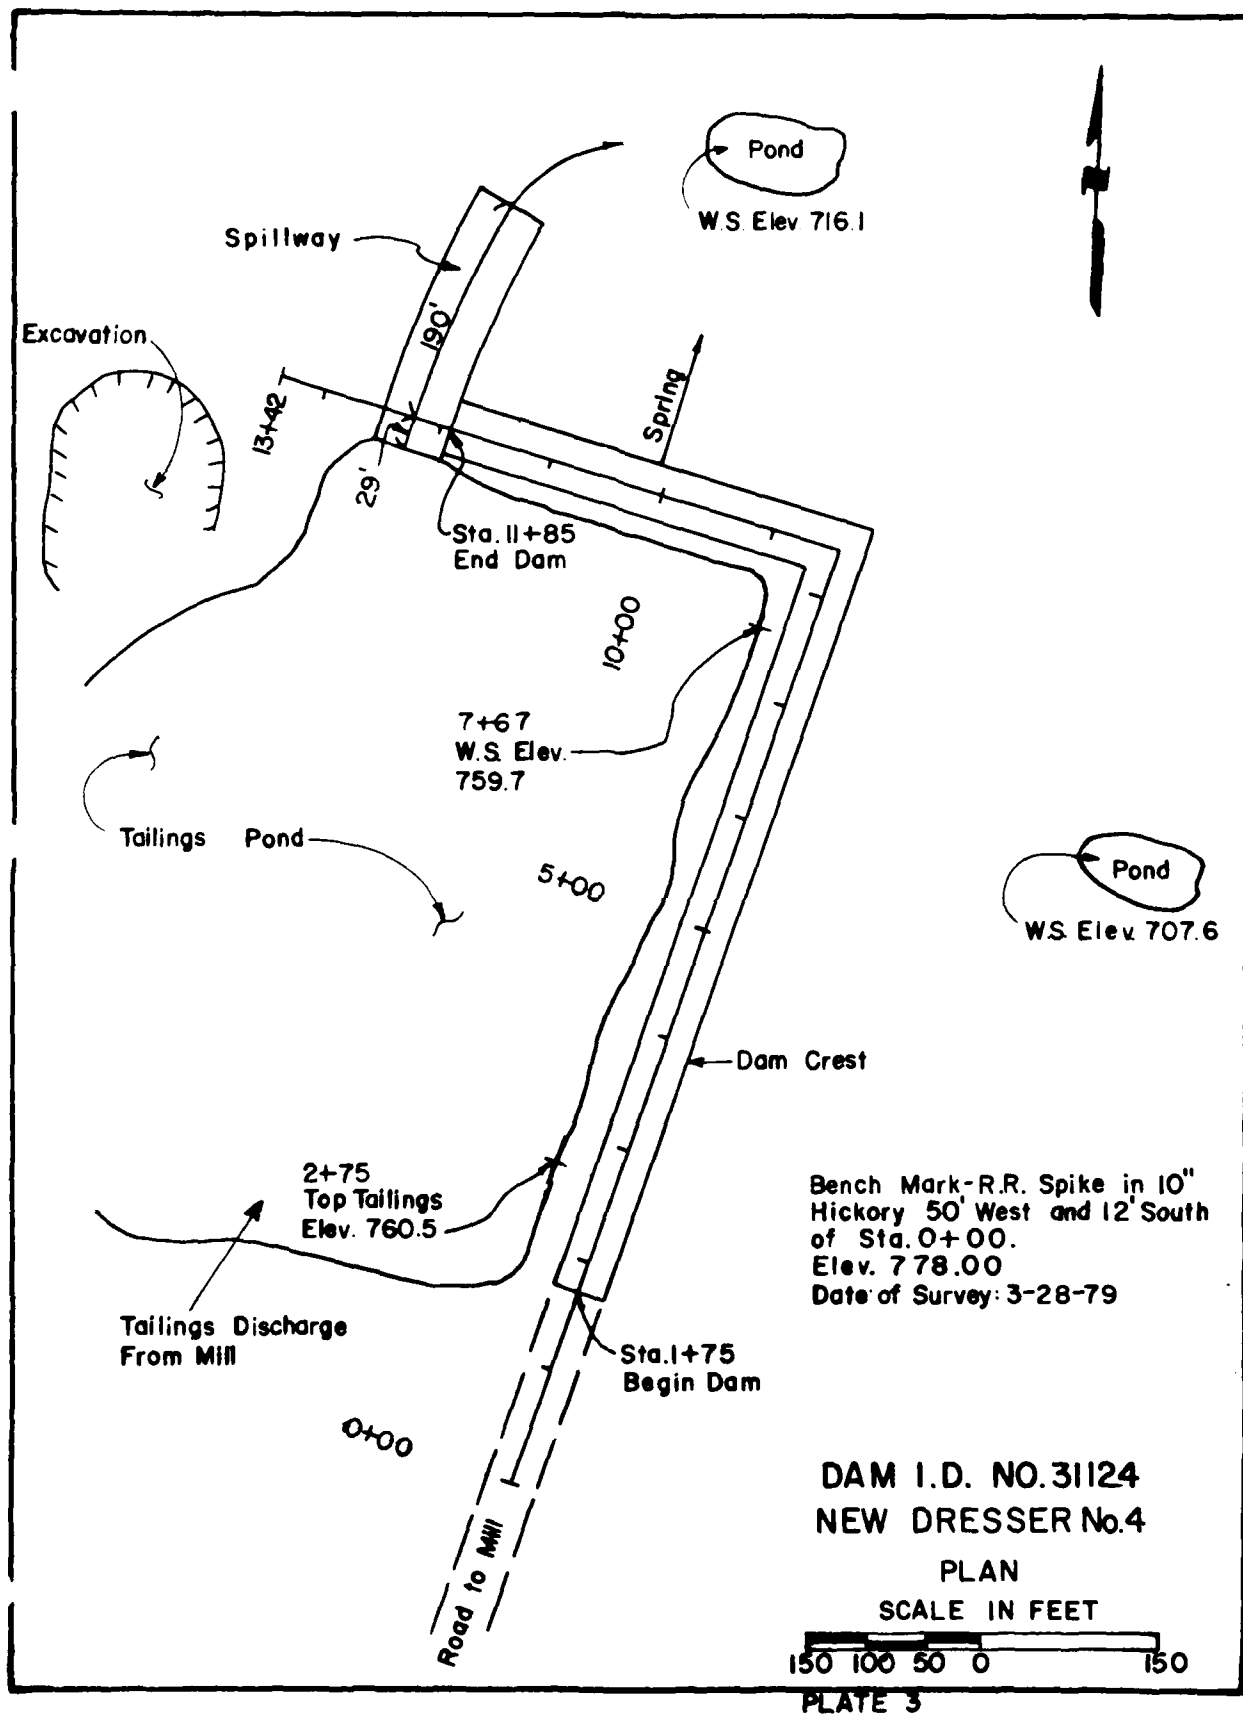 Pond
W.S. Elev. 716.1
Spillway
190'
Excavation
Spring
13+42
29'
Sta. 11+85
End Dam
10+00
7+67
W.S. Elev.
759.7
Tailings Pond
5+00
Pond
W.S. Elev. 707.6
Dam Crest
2+75
Top Tailings
Elev. 760.5
Bench Mark-R.R. Spike in 10"
Hickory 50' West and 12' South
of Sta. 0+00.
Elev. 778.00
Date of Survey: 3-28-79
Tailings Discharge
From Mill
Sta. 1+75
Begin Dam
0+00
Road to Mill
DAM I.D. NO. 31124
NEW DRESSER No. 4
PLAN
SCALE IN FEET
150 100 50 0 150
PLATE 3